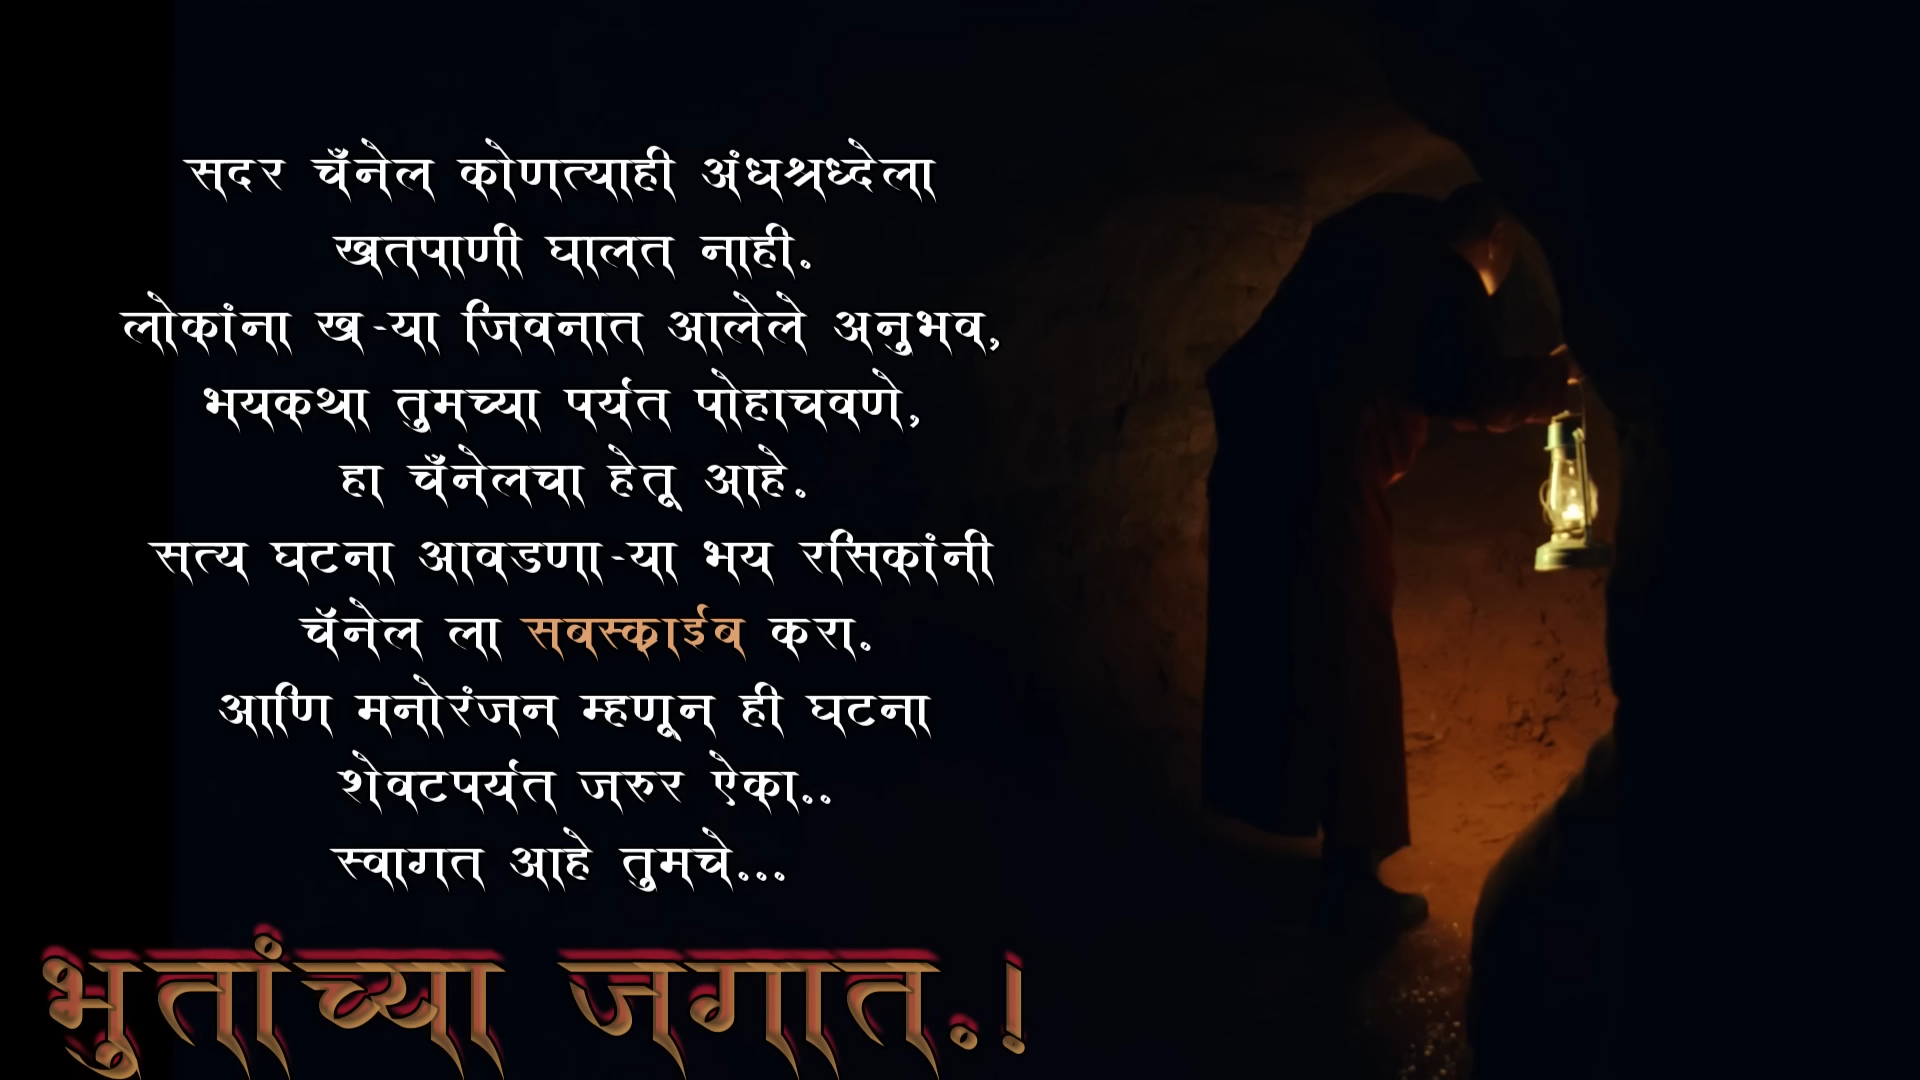 सदर चॅंनेल कोणत्याही अंधश्रध्देला
खतपाणी घालत नाही.
लोकांना ख-या जिवनात आलेले अनुभव,
भयकथा तुमच्या पर्यंत पोहाचवणे,
हा चॅंनेलचा हेतू आहे.
सत्य घटना आवडणा-या भय रसिकांनी
चॅनेल ला सबस्क्राईब करा.
आणि मनोरंजन म्हणून ही घटना
शेवटपर्यंत जरुर ऐका..
स्वागत आहे तुमचे...
भुतांच्या जगात.!